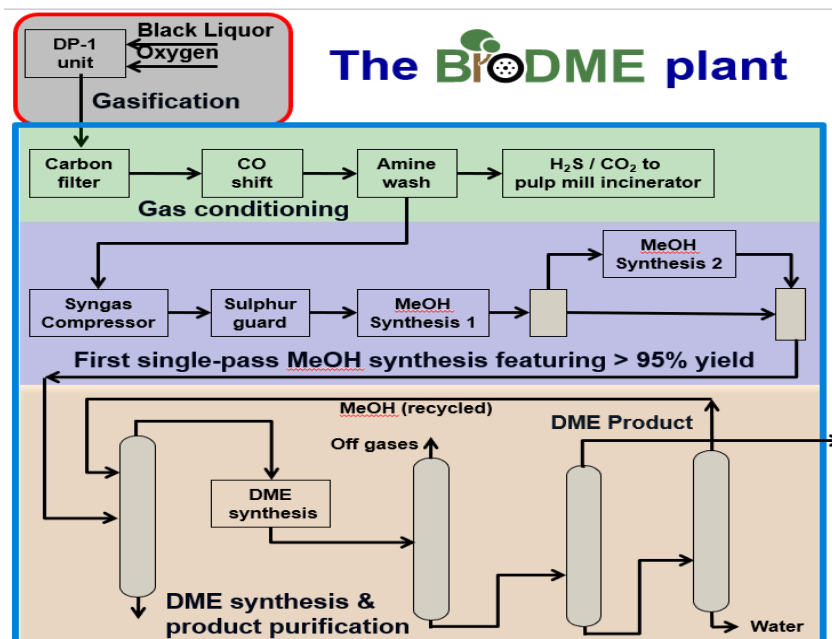 The BioDME plant
DP-1
unit
Black Liquor
Oxygen
Gasification
Carbon
filter
CO
shift
Amine
wash
H₂S / CO₂ to
pulp mill incinerator
Gas conditioning
MeOH
Synthesis 2
Syngas
Compressor
Sulphur
guard
MeOH
Synthesis 1
First single-pass MeOH synthesis featuring > 95% yield
MeOH (recycled)
DME Product
Off gases
DME
synthesis
DME synthesis &
product purification
Water